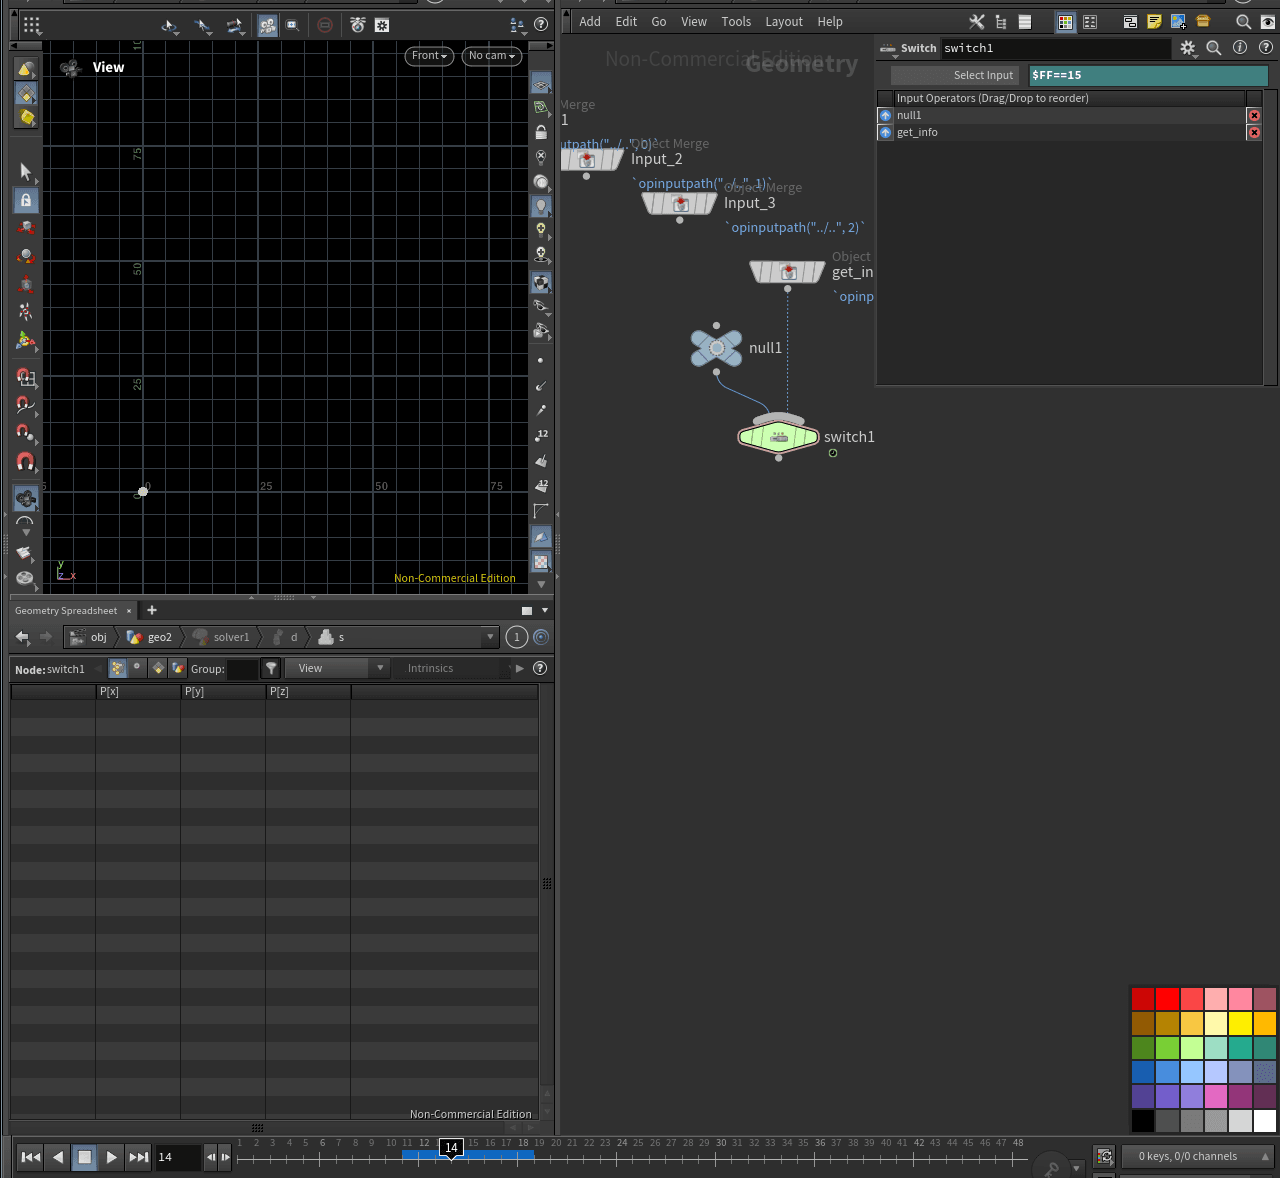 Add Edit Go View Tools Layout Help
View
Front
No cam
75
50
25
0
0
25
50
75
y
z x
Non-Commercial Edition
Non-Commercial Edition
Geometry
Merge
1
utpath("../..", 0)`
Object Merge
Input_2
`opinputpath("../..", 1)`
Object Merge
Input_3
`opinputpath("../..", 2)`
Object
get_in
`opinp
null1
switch1
Switch switch1
Select Input $FF==15
Input Operators (Drag/Drop to reorder)
null1
get_info
12
12
Geometry Spreadsheet × +
obj geo2 solver1 d s 1
Node: switch1 Group: View Intrinsics
P[x] P[y] P[z]
Non-Commercial Edition
14
1 2 3 4 5 6 7 8 9 10 11 12 14 15 16 17 18 19 20 21 22 23 24 25 26 27 28 29 30 31 32 33 34 35 36 37 38 39 40 41 42 43 44 45 46 47 48
0 keys, 0/0 channels